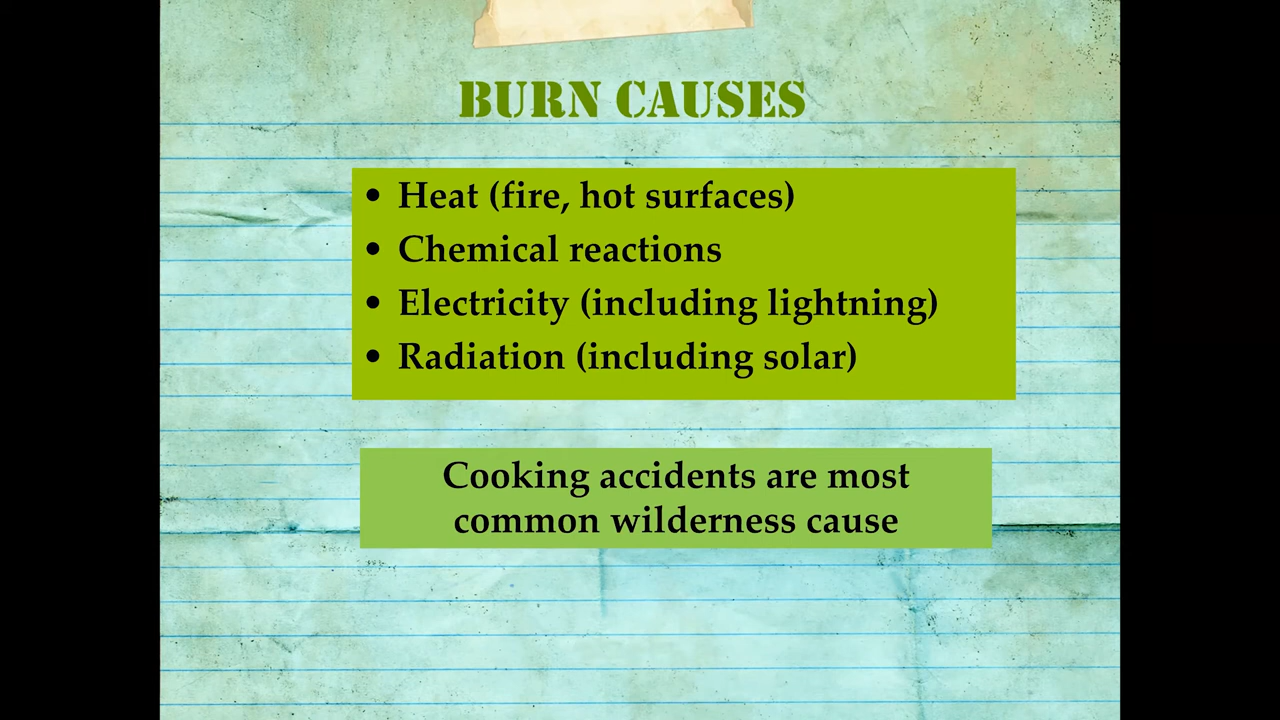 BURN CAUSES
• Heat (fire, hot surfaces)
• Chemical reactions
• Electricity (including lightning)
• Radiation (including solar)
Cooking accidents are most
common wilderness cause